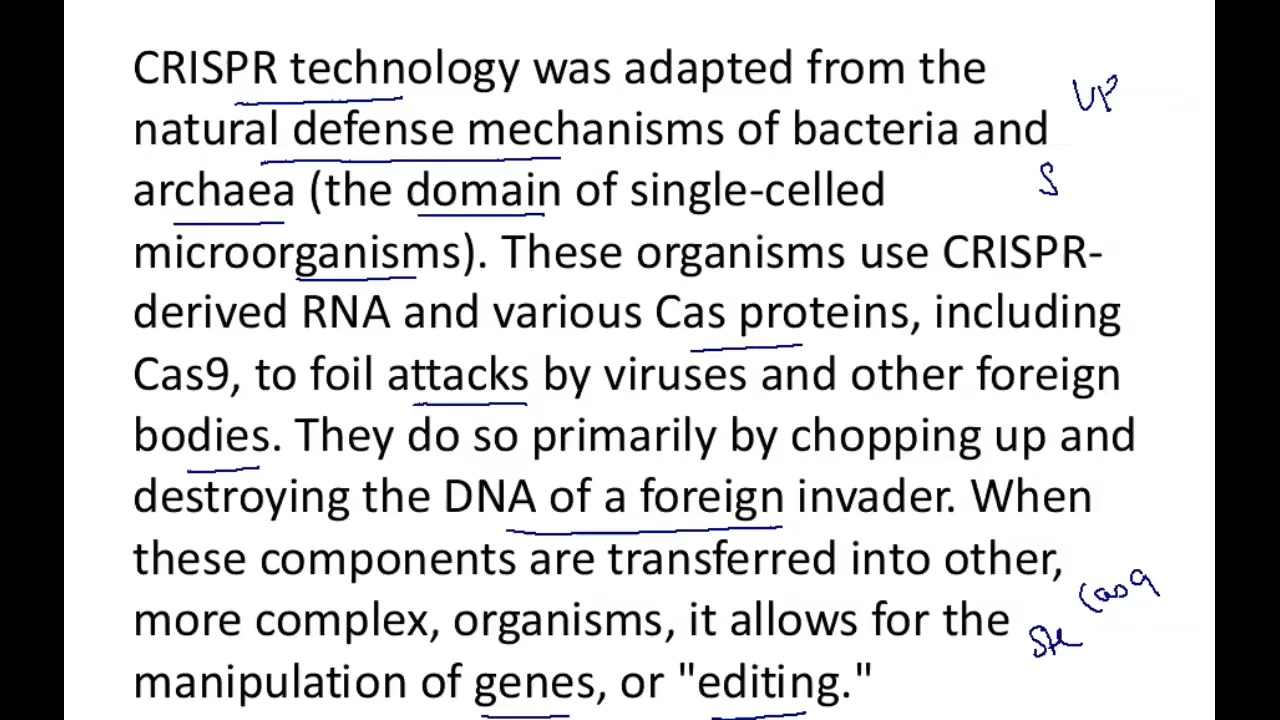 CRISPR technology was adapted from the
natural defense mechanisms of bacteria and
archaea (the domain of single-celled
microorganisms). These organisms use CRISPR-
derived RNA and various Cas proteins, including
Cas9, to foil attacks by viruses and other foreign
bodies. They do so primarily by chopping up and
destroying the DNA of a foreign invader. When
these components are transferred into other,
more complex, organisms, it allows for the
manipulation of genes, or "editing."
S
Cas9